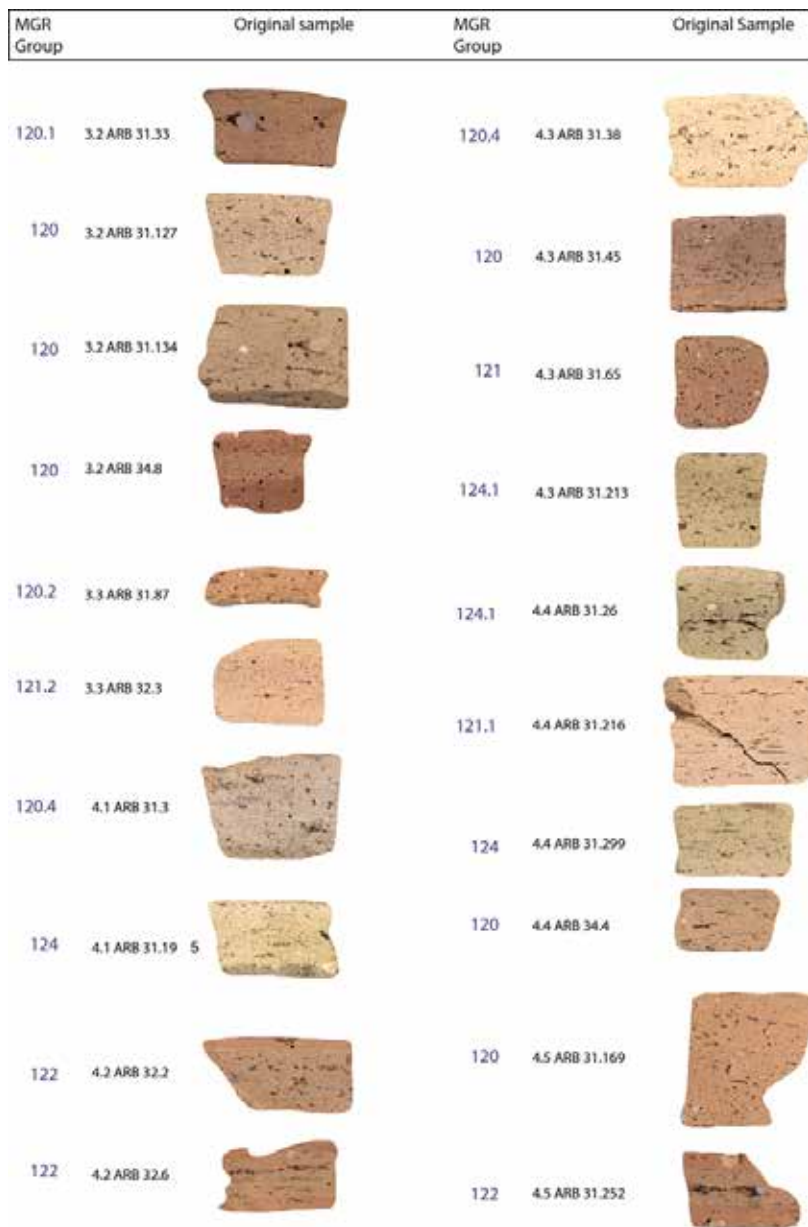 MGR Group Original sample
120.1 3.2 ARB 31.33
120 3.2 ARB 31.127
120 3.2 ARB 31.134
120 3.2 ARB 34.8
120.2 3.3 ARB 31.87
121.2 3.3 ARB 32.3
120.4 4.1 ARB 31.3
124 4.1 ARB 31.19 5
122 4.2 ARB 32.2
122 4.2 ARB 32.6
MGR Group Original Sample
120.4 4.3 ARB 31.38
120 4.3 ARB 31.45
121 4.3 ARB 31.65
124.1 4.3 ARB 31.213
124.1 4.4 ARB 31.26
121.1 4.4 ARB 31.216
124 4.4 ARB 31.299
120 4.4 ARB 34.4
120 4.5 ARB 31.169
122 4.5 ARB 31.252